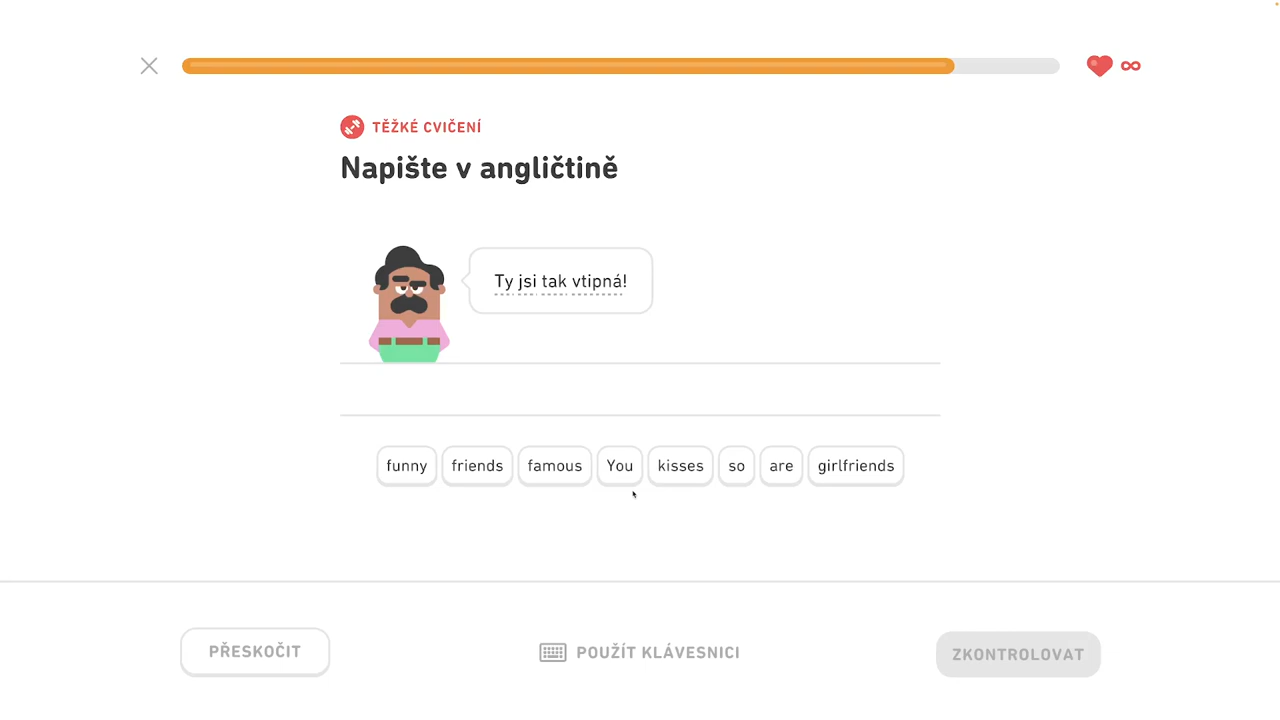 TĚŽKÉ CVIČENÍ
Napište v angličtině
Ty jsi tak vtipná!
funny friends famous You kisses so are girlfriends
PŘESKOČIT POUŽÍT KLÁVESNICI ZKONTROLOVAT